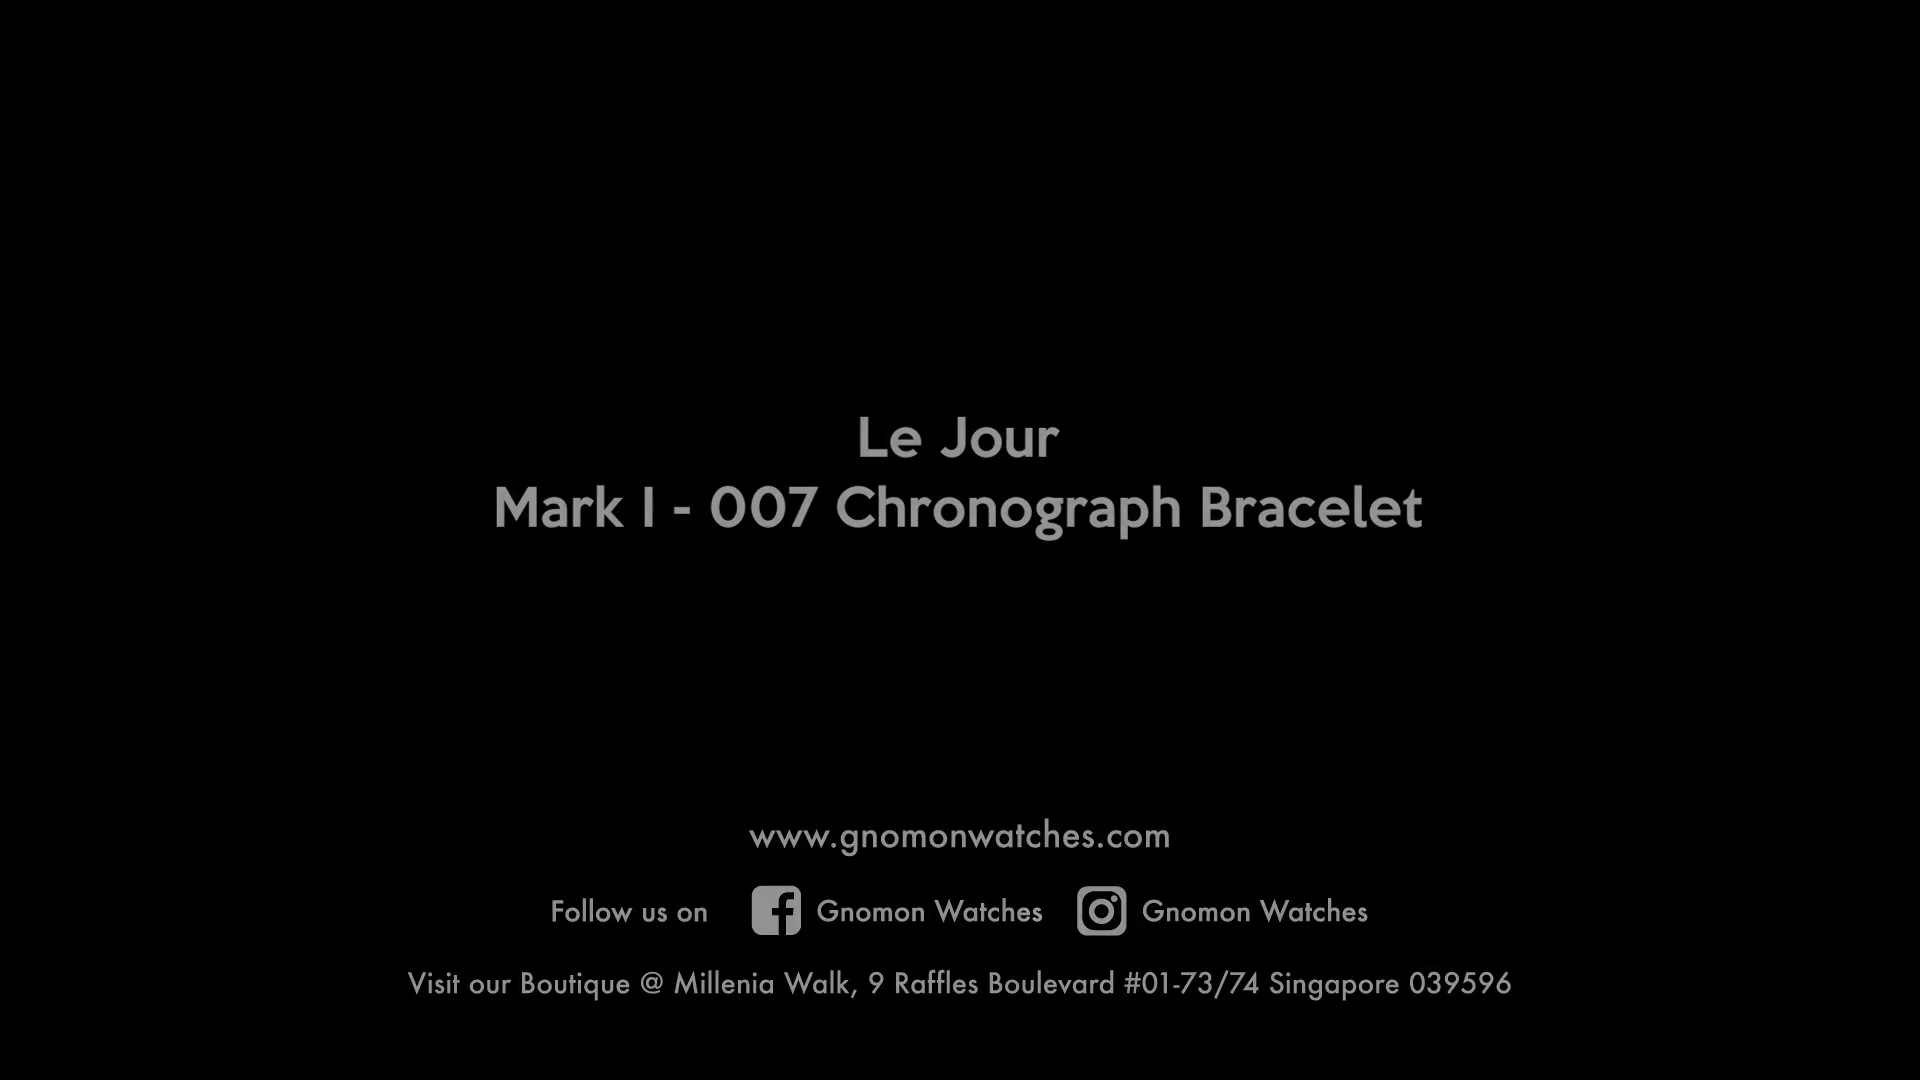 Le Jour
Mark I - 007 Chronograph Bracelet
www.gnomonwatches.com
Follow us on Gnomon Watches Gnomon Watches
Visit our Boutique @ Millenia Walk, 9 Raffles Boulevard #01-73/74 Singapore 039596